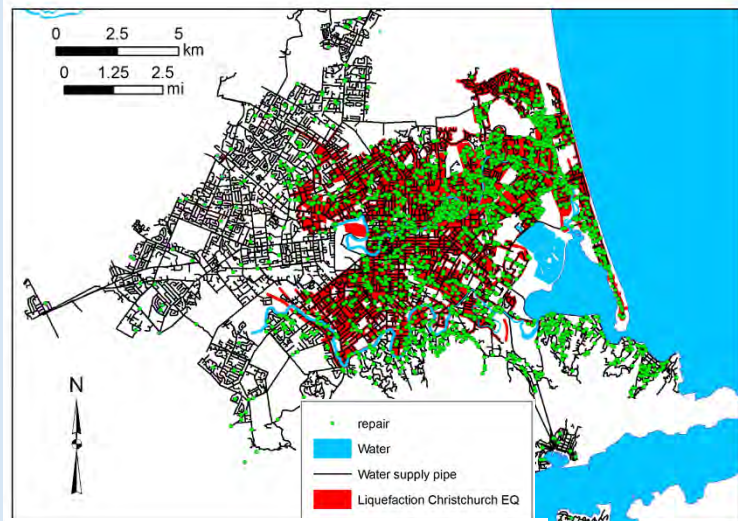 0 2.5 5
km
0 1.25 2.5
mi
N
repair
Water
Water supply pipe
Liquefaction Christchurch EQ